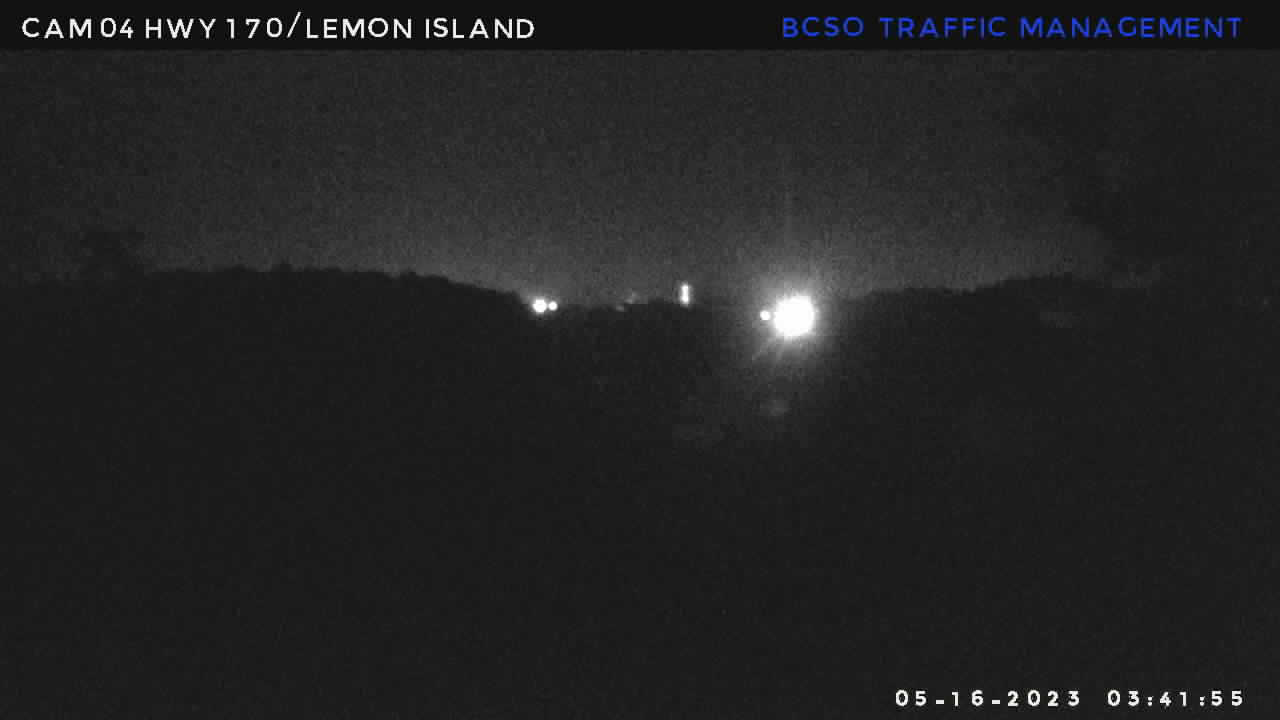 CAM04 HWY 170/LEMON ISLAND
BCSO TRAFFIC MANAGEMENT
05-16-2023 03:41:55